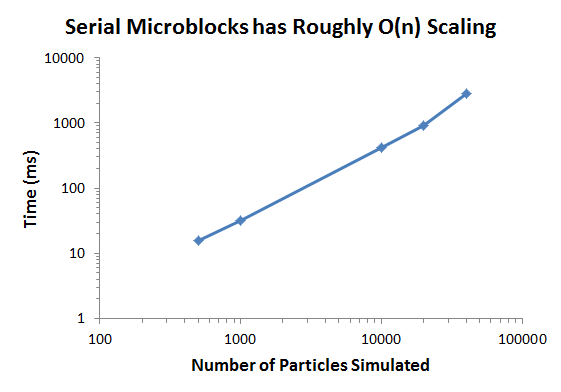 Serial Microblocks has Roughly O(n) Scaling
10000
1000
100
10
1
Time (ms)
100 1000 10000 100000
Number of Particles Simulated